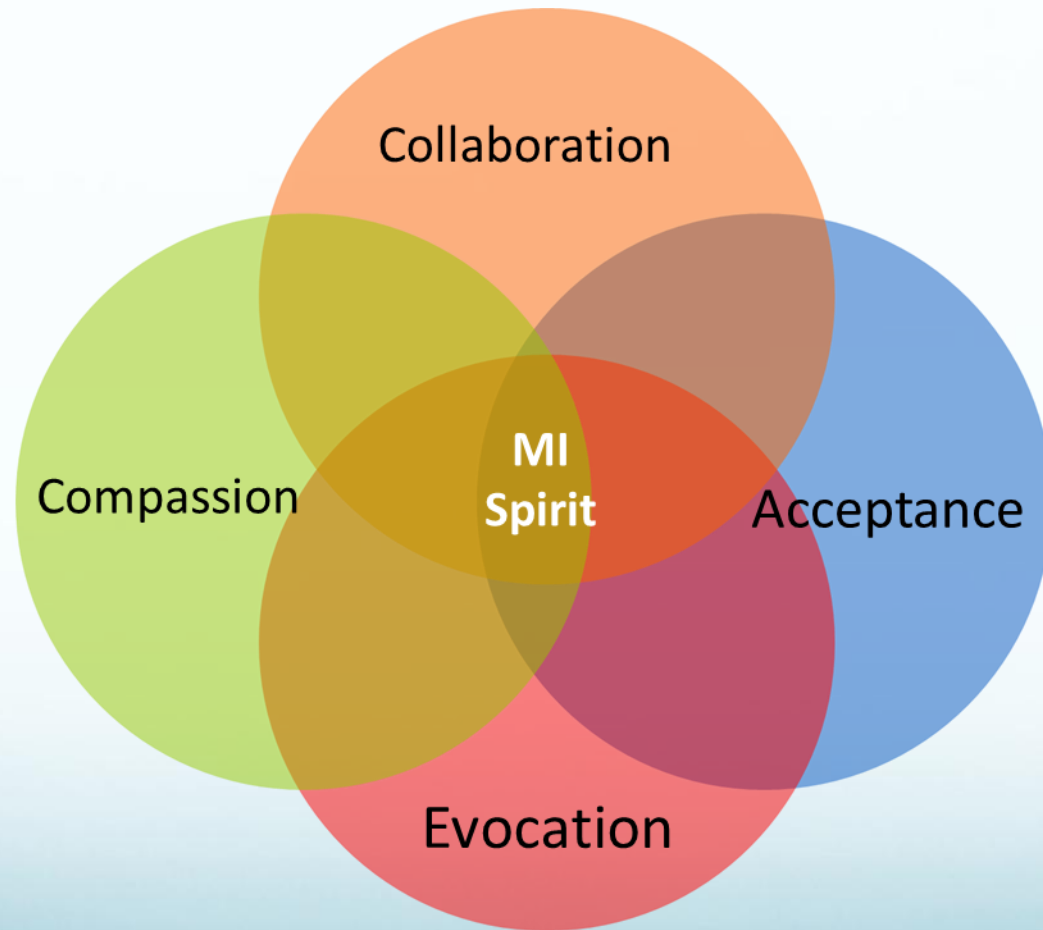 Collaboration
Compassion
MI
Spirit
Acceptance
Evocation